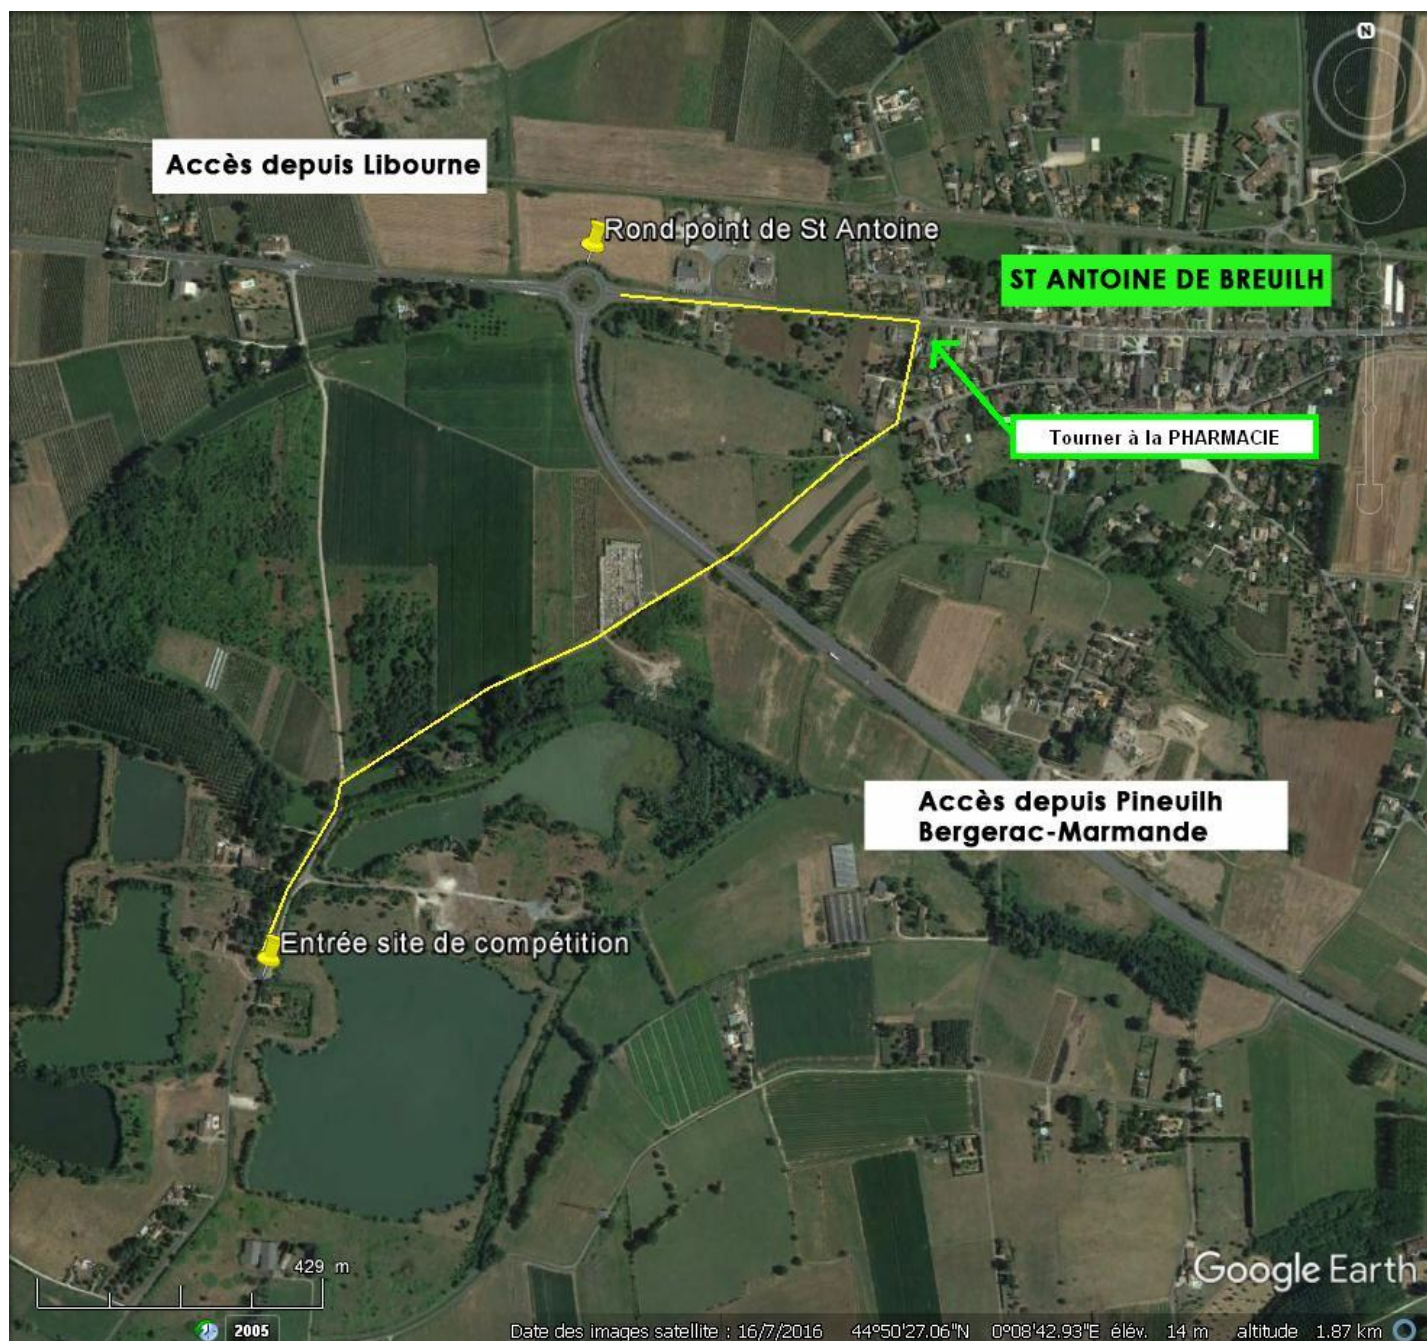 N
Accès depuis Libourne
Rond point de St Antoine
ST ANTOINE DE BREUILH
Tourner à la PHARMACIE
Accès depuis Pineuilh
Bergerac-Marmande
Entrée site de compétition
429 m
Google Earth
2005
Date des images satellite : 16/7/2016 44°50'27.06"N 0°08'42.93"E élév. 14 m altitude 1.87 km